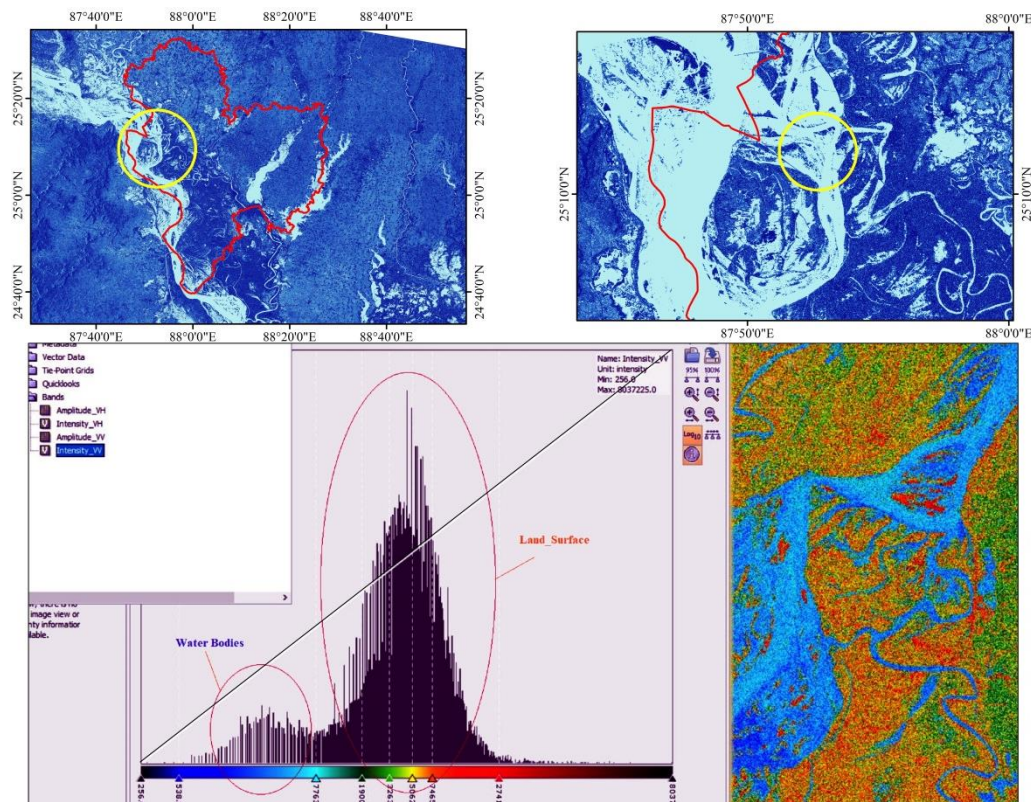 87°40'0"E 88°0'0"E 88°20'0"E 88°40'0"E
25°20'0"N
25°0'0"N
24°40'0"N
25°20'0"N
25°0'0"N
24°40'0"N
87°40'0"E 88°0'0"E 88°20'0"E 88°40'0"E
87°50'0"E 88°0'0"E
25°10'0"N
25°10'0"N
87°50'0"E 88°0'0"E
Metadata
Vector Data
Tie-Point Grids
Quicklooks
Bands
Amplitude_VH
Intensity_VH
Amplitude_VV
Intensity_VV
image view or
Name: Intensity_VV
Unit: intensity
Min: 256.0
Max: 8037225.0
95% 100%
Log10
Land_Surface
Water Bodies